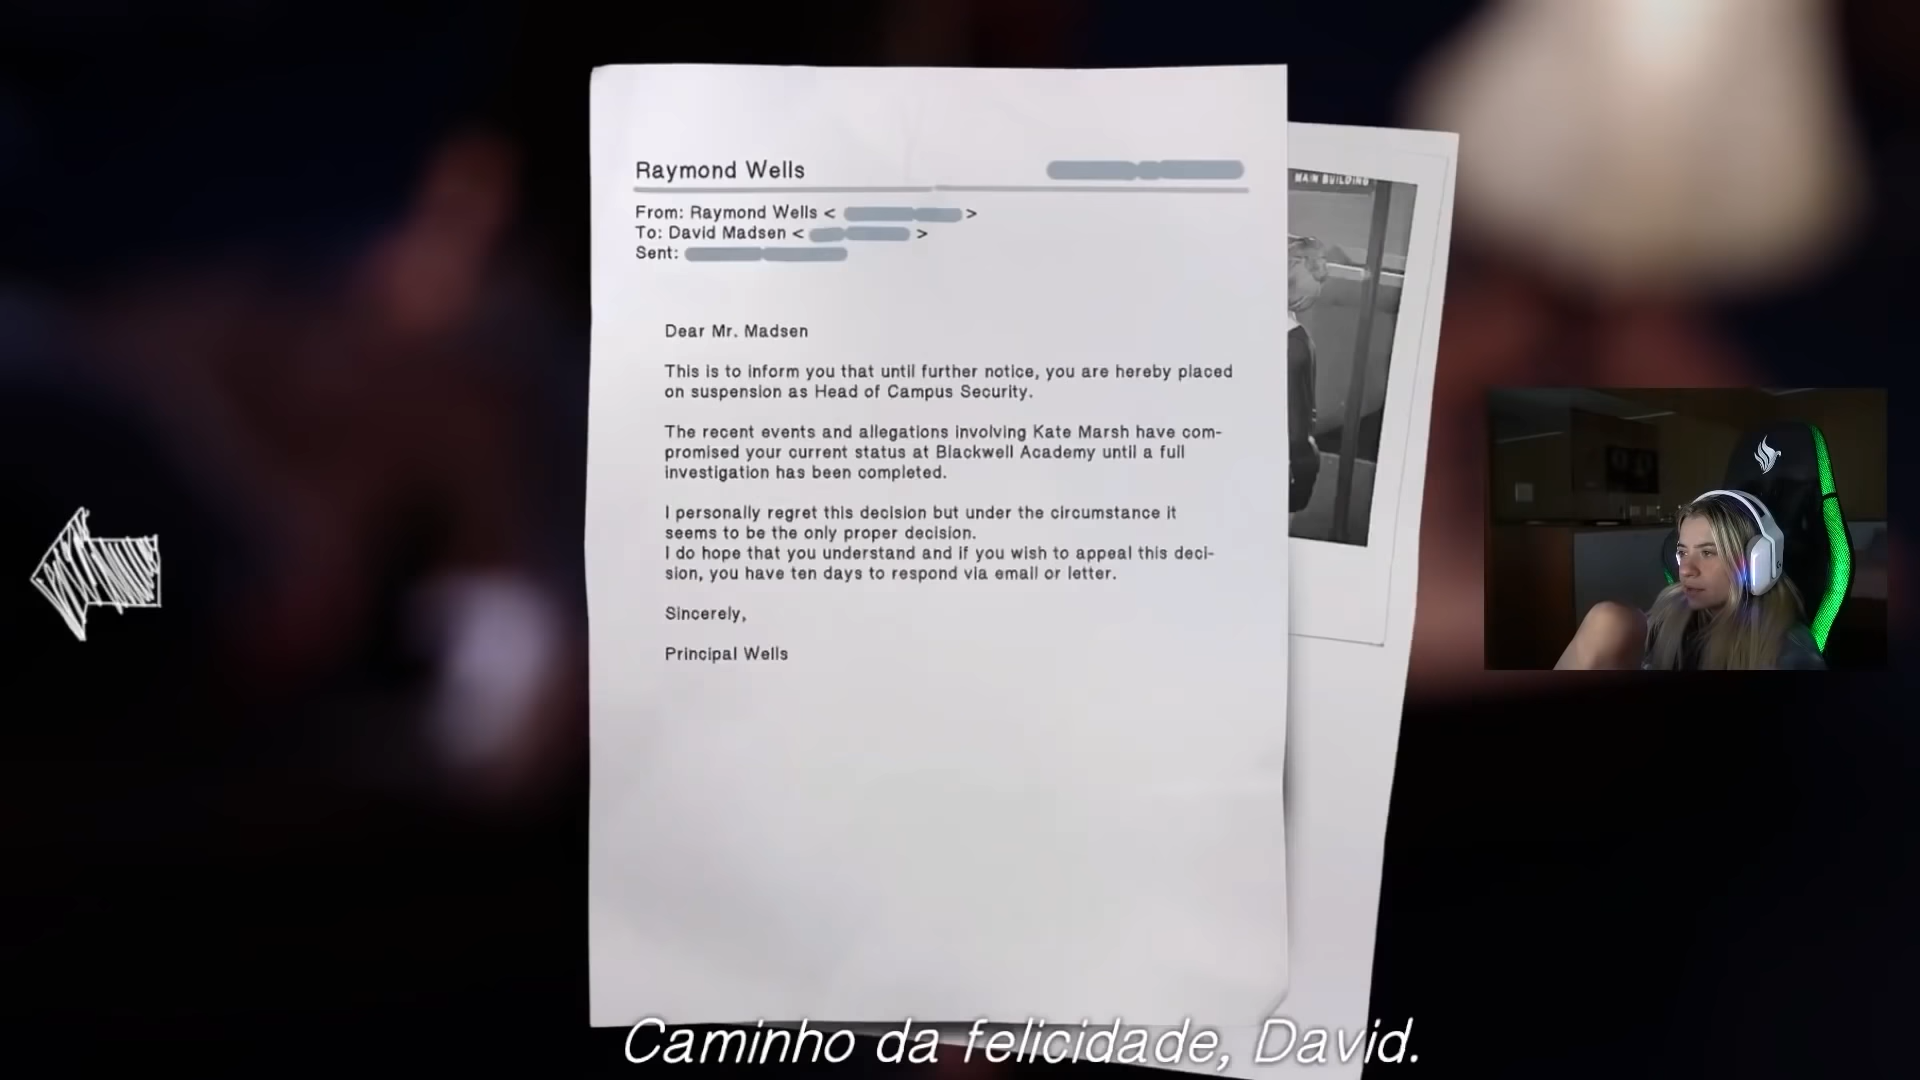 Raymond Wells
From: Raymond Wells < >
To: David Madsen < >
Sent:
MAIN BUILDING
Dear Mr. Madsen
This is to inform you that until further notice, you are hereby placed
on suspension as Head of Campus Security.
The recent events and allegations involving Kate Marsh have com-
promised your current status at Blackwell Academy until a full
investigation has been completed.
I personally regret this decision but under the circumstance it
seems to be the only proper decision.
I do hope that you understand and if you wish to appeal this deci-
sion, you have ten days to respond via email or letter.
Sincerely,
Principal Wells
Caminho da felicidade, David.